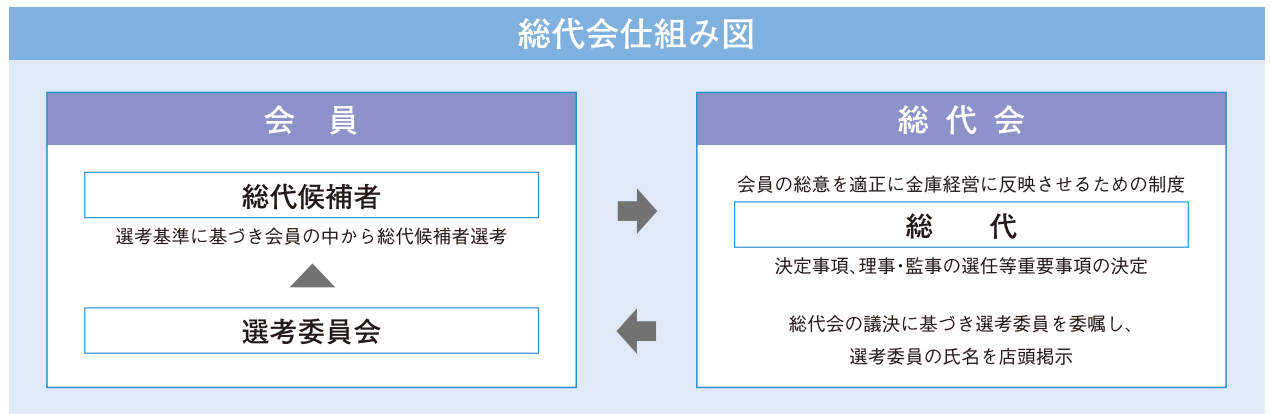 総代会仕組み図
会 員
総代候補者
選考基準に基づき会員の中から総代候補者選考
選考委員会
総代会
会員の総意を適正に金庫経営に反映させるための制度
総 代
決定事項、理事・監事の選任等重要事項の決定
総代会の議決に基づき選考委員を委嘱し、
選考委員の氏名を店頭掲示